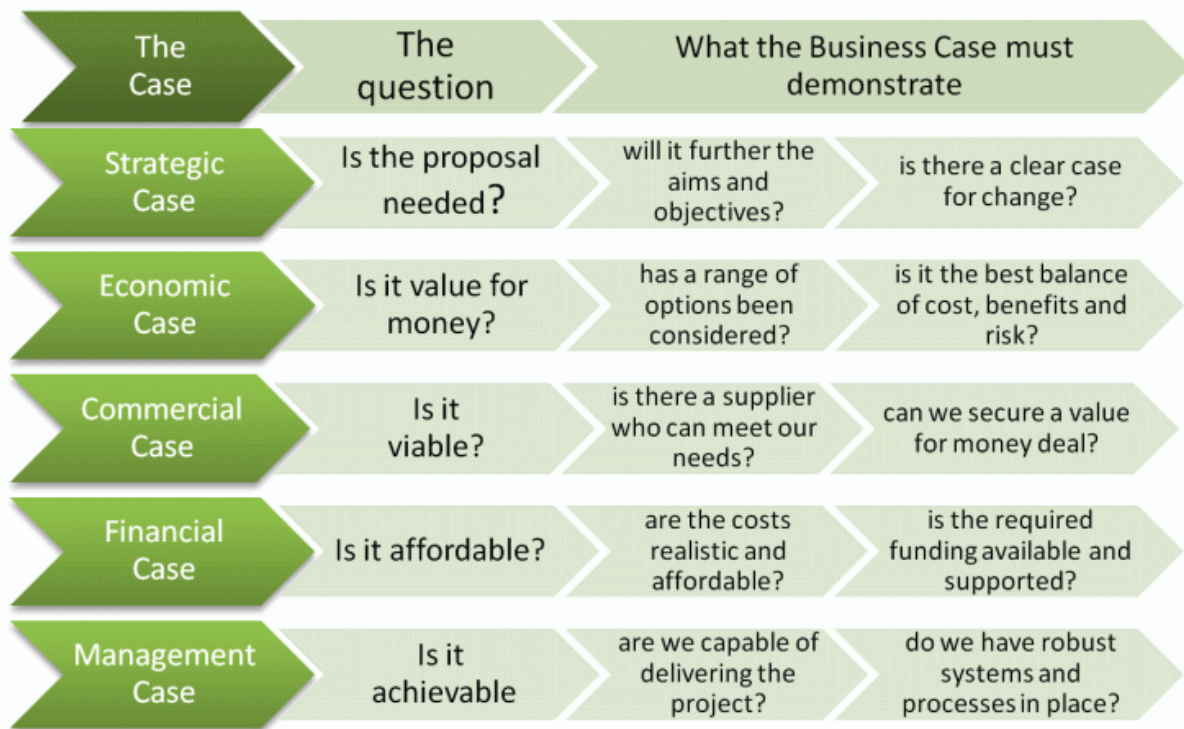 The
Case
The
question
What the Business Case must
demonstrate
Strategic
Case
Is the proposal
needed?
will it further the
aims and
objectives?
is there a clear case
for change?
Economic
Case
Is it value for
money?
has a range of
options been
considered?
is it the best balance
of cost, benefits and
risk?
Commercial
Case
Is it
viable?
is there a supplier
who can meet our
needs?
can we secure a value
for money deal?
Financial
Case
Is it affordable?
are the costs
realistic and
affordable?
is the required
funding available and
supported?
Management
Case
Is it
achievable
are we capable of
delivering the
project?
do we have robust
systems and
processes in place?